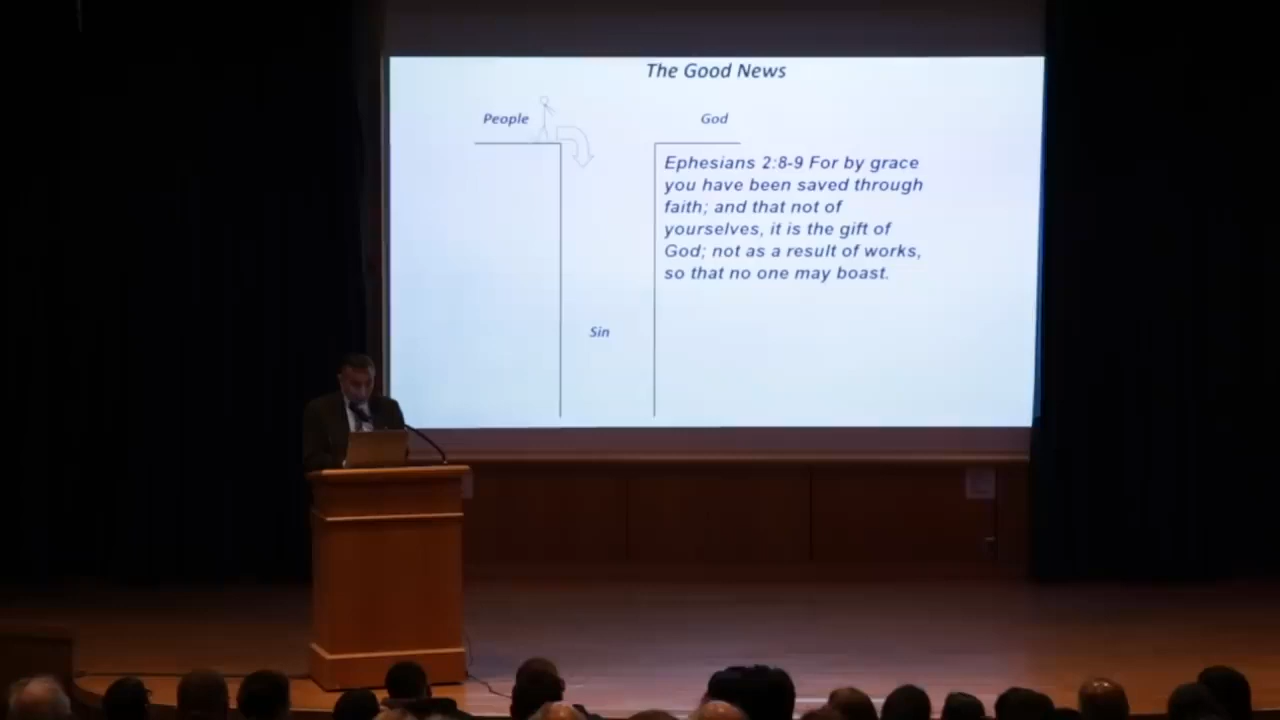 The Good News
People
God
Ephesians 2:8-9 For by grace
you have been saved through
faith; and that not of
yourselves, it is the gift of
God; not as a result of works,
so that no one may boast.
Sin